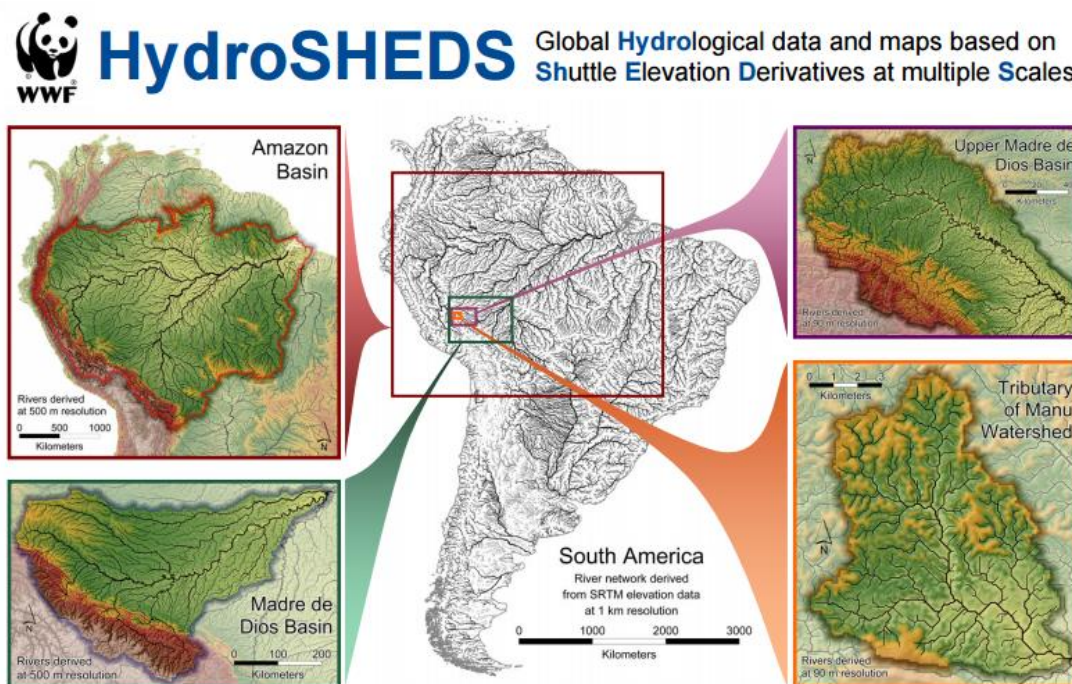 WWF
HydroSHEDS
Global Hydrological data and maps based on
Shuttle Elevation Derivatives at multiple Scales
Amazon
Basin
Rivers derived
at 500 m resolution
0 500 1000
Kilometers
N
Madre de
Dios Basin
Rivers derived
at 500 m resolution
0 100 200
Kilometers
N
South America
River network derived
from SRTM elevation data
at 1 km resolution
0 1000 2000 3000
Kilometers
Upper Madre de
Dios Basin
0 20 40
Kilometers
N
Rivers derived
at 90 m resolution
0 1 2 3
Kilometers
Tributary
of Manu
Watershed
N
Rivers derived
at 90 m resolution